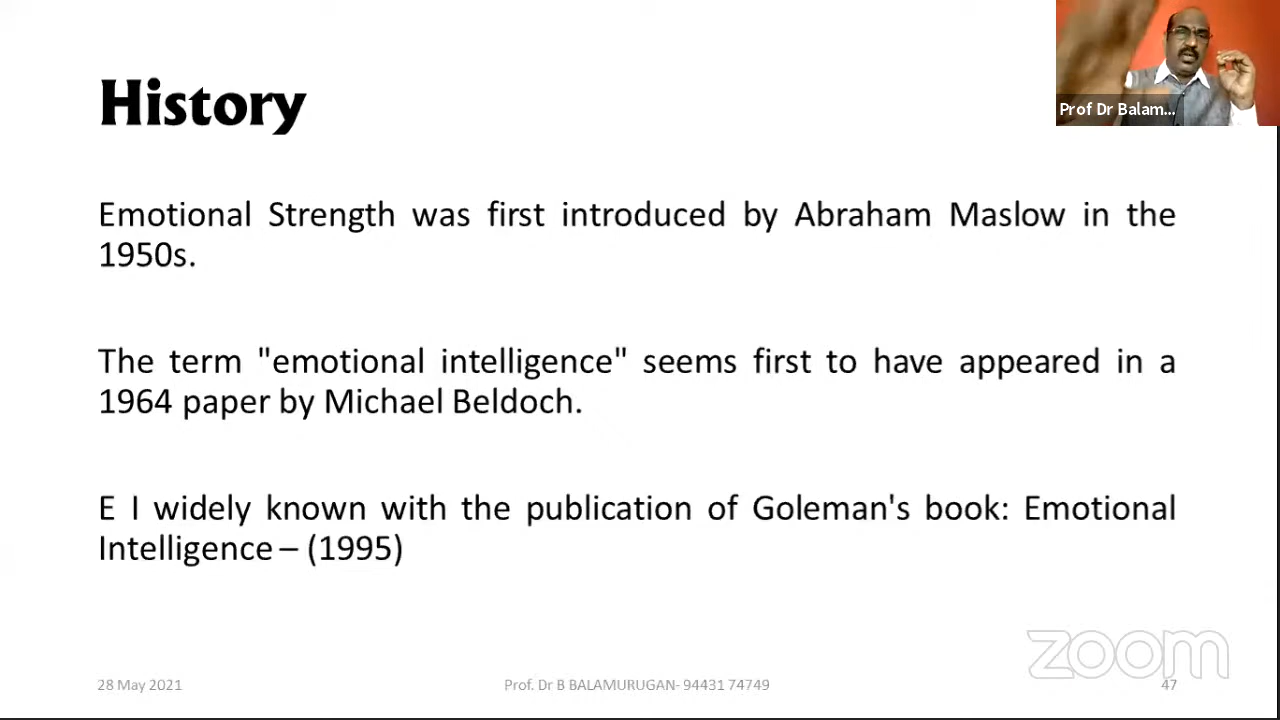 History
Prof Dr Balam...
Emotional Strength was first introduced by Abraham Maslow in the
1950s.
The term "emotional intelligence" seems first to have appeared in a
1964 paper by Michael Beldoch.
E I widely known with the publication of Goleman's book: Emotional
Intelligence – (1995)
zoom
28 May 2021
Prof. Dr B BALAMURUGAN- 94431 74749
47